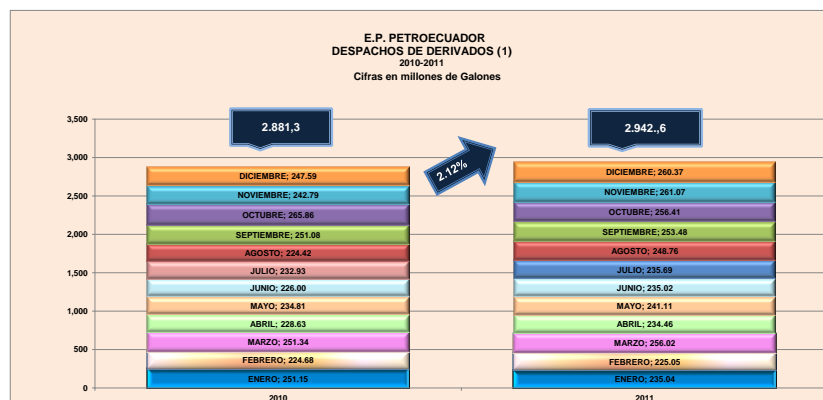 E.P. PETROECUADOR
DESPACHOS DE DERIVADOS (1)
2010-2011
Cifras en millones de Galones
3,500
3,000
2,500
2,000
1,500
1,000
500
0
2.881,3
2.12%
2.942.,6
DICIEMBRE; 247.59
NOVIEMBRE; 242.79
OCTUBRE; 265.86
SEPTIEMBRE; 251.08
AGOSTO; 224.42
JULIO; 232.93
JUNIO; 226.00
MAYO; 234.81
ABRIL; 228.63
MARZO; 251.34
FEBRERO; 224.68
ENERO; 251.15
DICIEMBRE; 260.37
NOVIEMBRE; 261.07
OCTUBRE; 256.41
SEPTIEMBRE; 253.48
AGOSTO; 248.76
JULIO; 235.69
JUNIO; 235.02
MAYO; 241.11
ABRIL; 234.46
MARZO; 256.02
FEBRERO; 225.05
ENERO; 235.04
2010
2011